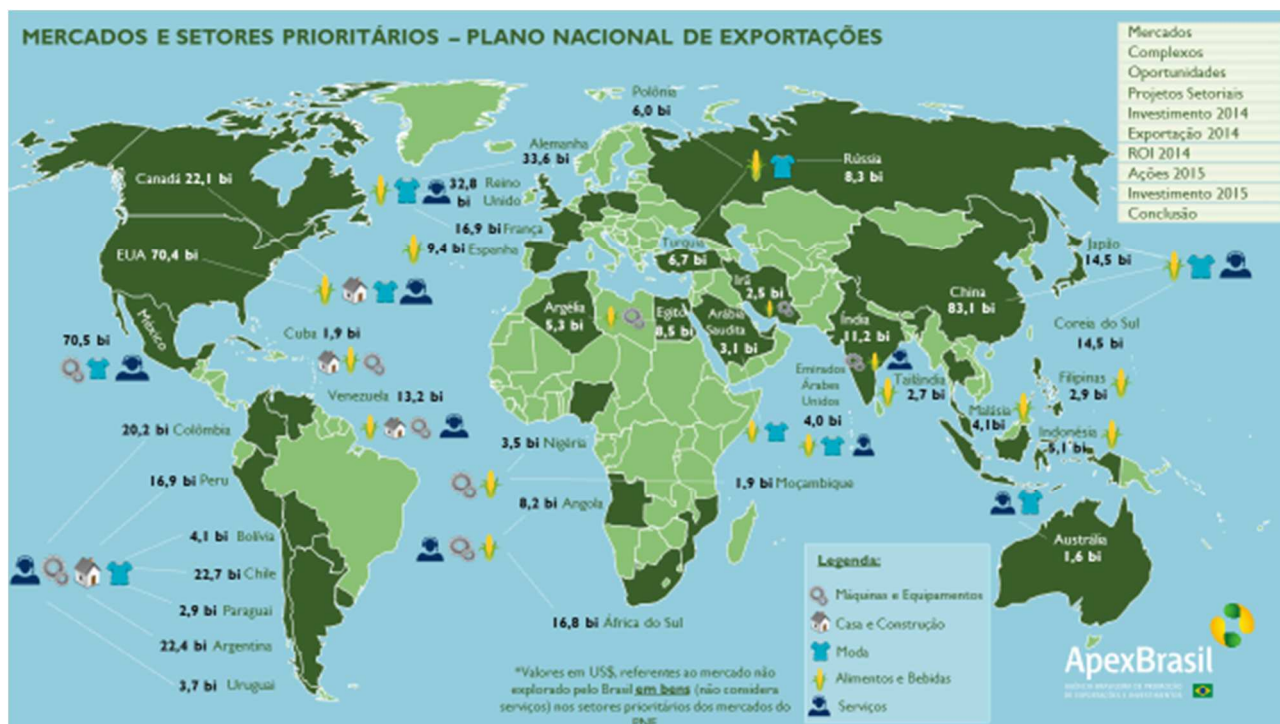 MERCADOS E SETORES PRIORITÁRIOS – PLANO NACIONAL DE EXPORTAÇÕES
Mercados
Complexos
Oportunidades
Projetos Setoriais
Investimento 2014
Exportação 2014
ROI 2014
Ações 2015
Investimento 2015
Conclusão
Polônia
6,0 bi
Alemanha
33,6 bi
Rússia
8,3 bi
Canadá 22,1 bi
32,8 bi Reino Unido
16,9 bi França
9,4 bi Espanha
EUA 70,4 bi
Turquia
6,7 bi
Japão
14,5 bi
Irã
2,5 bi
China
83,1 bi
Argélia
5,3 bi
Egito
8,5 bi
Arábia
Saudita
3,1 bi
Índia
11,2 bi
Coreia do Sul
14,5 bi
México
70,5 bi
Cuba 1,9 bi
Emirados
Árabes
Unidos
4,0 bi
Tailândia
2,7 bi
Filipinas
2,9 bi
Malásia
4,1bi
Indonésia
5,1 bi
Venezuela 13,2 bi
20,2 bi Colômbia
3,5 bi Nigéria
16,9 bi Peru
1,9 bi Moçambique
8,2 bi Angola
4,1 bi Bolívia
22,7 bi Chile
2,9 bi Paraguai
22,4 bi Argentina
3,7 bi Uruguai
16,8 bi África do Sul
Austrália
1,6 bi
Legenda:
Máquinas e Equipamentos
Casa e Construção
Moda
Alimentos e Bebidas
Serviços
*Valores em US$, referentes ao mercado não
explorado pelo Brasil em bens (não considera
serviços) nos setores prioritários dos mercados do
PNE
ApexBrasil
AGÊNCIA BRASILEIRA DE PROMOÇÃO
DE EXPORTAÇÕES E INVESTIMENTOS